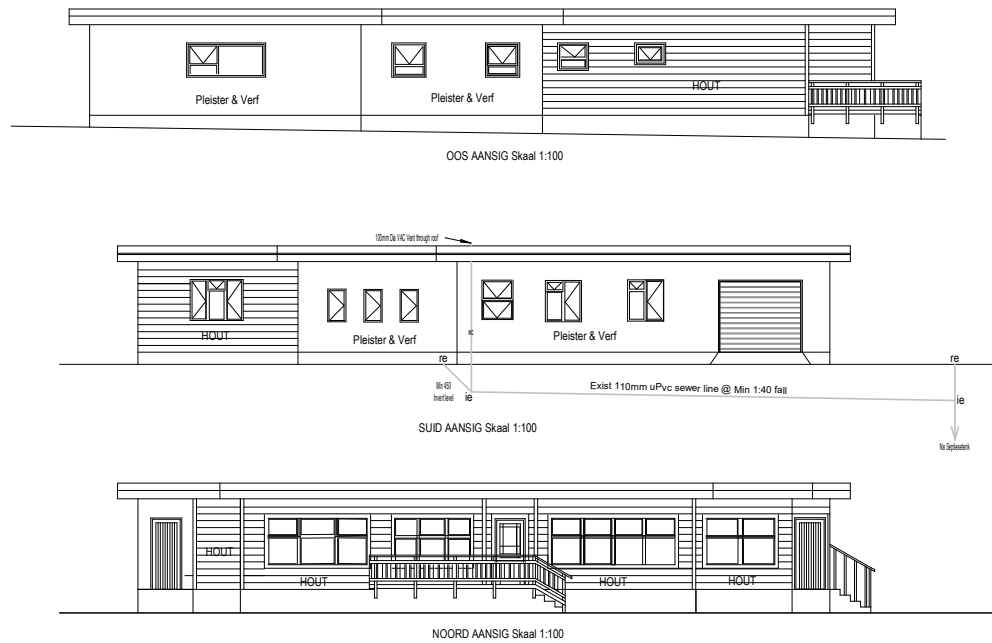 Pleister & Verf
Pleister & Verf
HOUT
OOS AANSIG Skaal 1:100
100mm Dia VAC Vent through roof
HOUT
Pleister & Verf
WC
Pleister & Verf
re
re
Min 450
Invert level
ie
Exist 110mm uPvc sewer line @ Min 1:40 fall
ie
SUID AANSIG Skaal 1:100
Na Septiesetenk
HOUT
HOUT
HOUT
HOUT
NOORD AANSIG Skaal 1:100